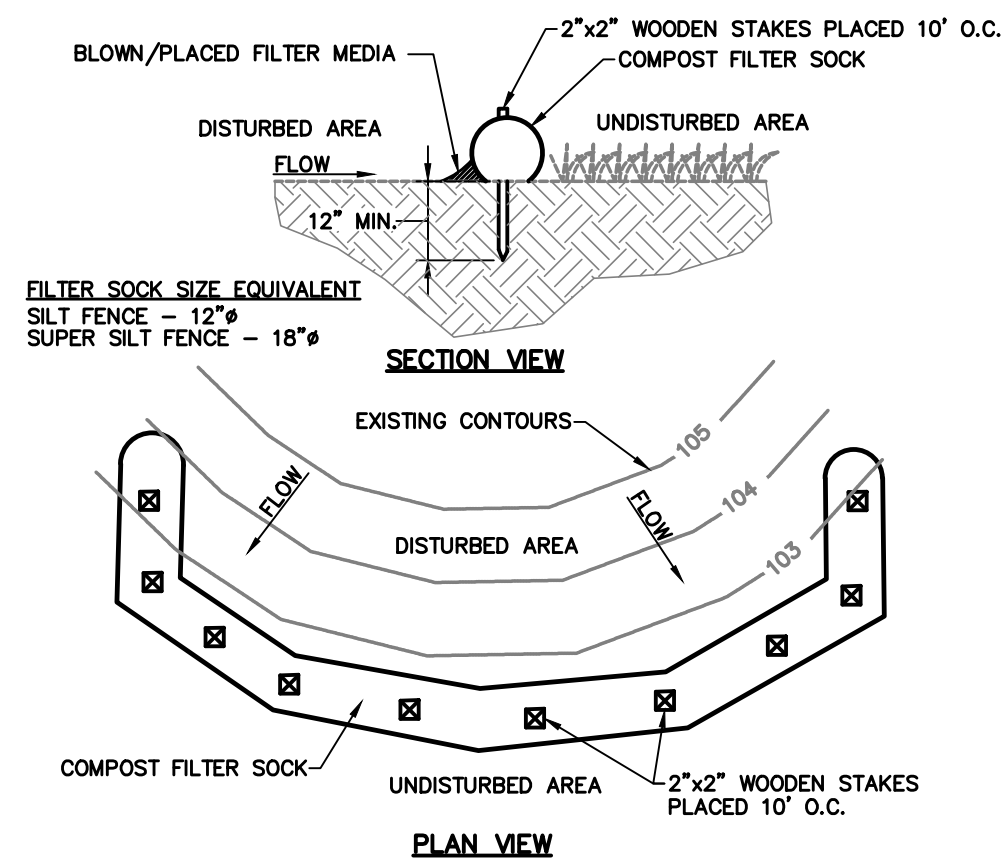 2"x2" WOODEN STAKES PLACED 10' O.C.
BLOWN/PLACED FILTER MEDIA
COMPOST FILTER SOCK
DISTURBED AREA
UNDISTURBED AREA
FLOW
12" MIN.
FILTER SOCK SIZE EQUIVALENT
SILT FENCE - 12"ø
SUPER SILT FENCE - 18"ø
SECTION VIEW
EXISTING CONTOURS
105
104
103
FLOW
FLOW
DISTURBED AREA
COMPOST FILTER SOCK
UNDISTURBED AREA
2"x2" WOODEN STAKES
PLACED 10' O.C.
PLAN VIEW